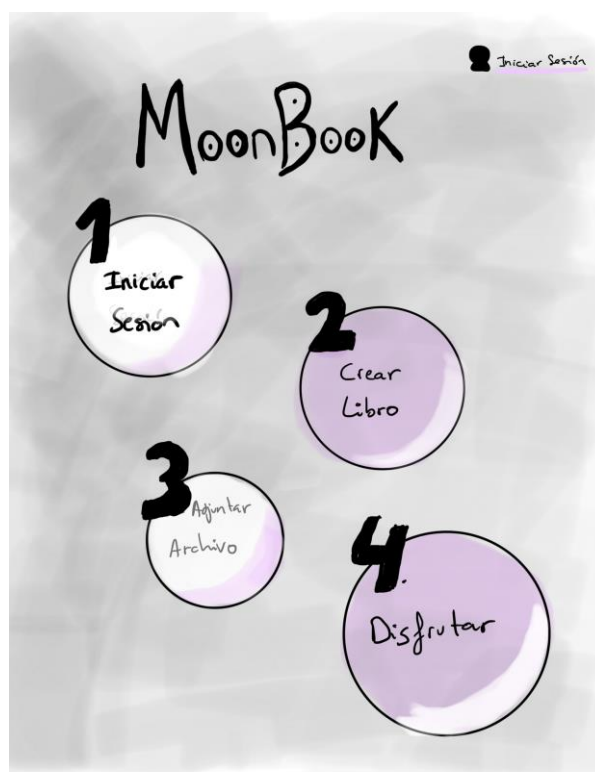 Iniciar Sesión
MoonBook
1
Iniciar
Sesión
2
Crear
Libro
3
Adjuntar
Archivo
4.
Disfrutar